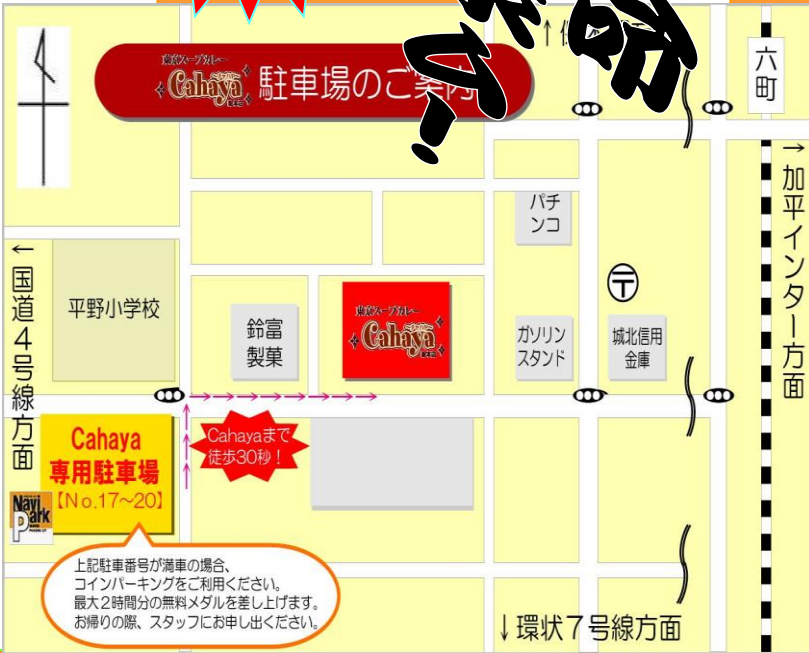 東京スープカレー
Cahaya
駐車場のご案内
六町
→加平インター方面
パチ
ンコ
←国道4号線方面
平野小学校
鈴富
製菓
東京スープカレー
Cahaya
〒
ガソリン
スタンド
城北信用
金庫
Cahaya
専用駐車場
【No.17～20】
Cahayaまで
徒歩30秒！
Navi
Park
上記駐車番号が満車の場合、
コインパーキングをご利用ください。
最大2時間分の無料メダルを差し上げます。
お帰りの際、スタッフにお申し出ください。
↓環状7号線方面